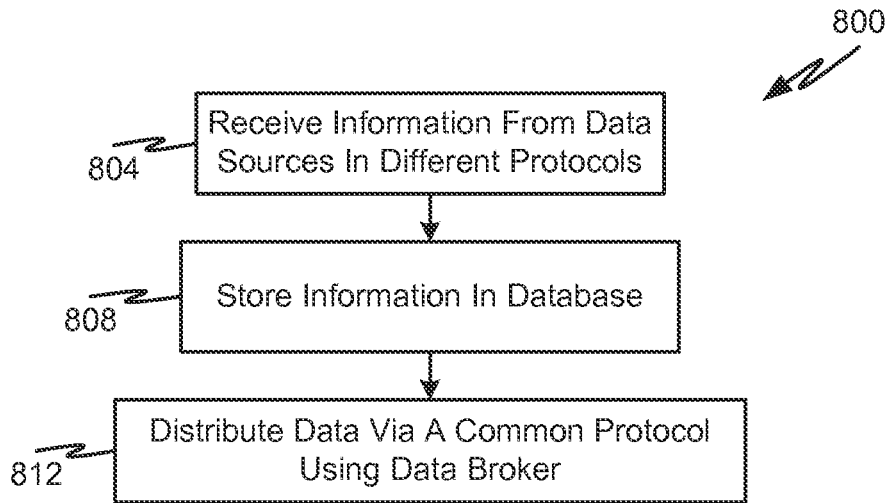 800
Receive Information From Data
Sources In Different Protocols
804
Store Information In Database
808
Distribute Data Via A Common Protocol
Using Data Broker
812